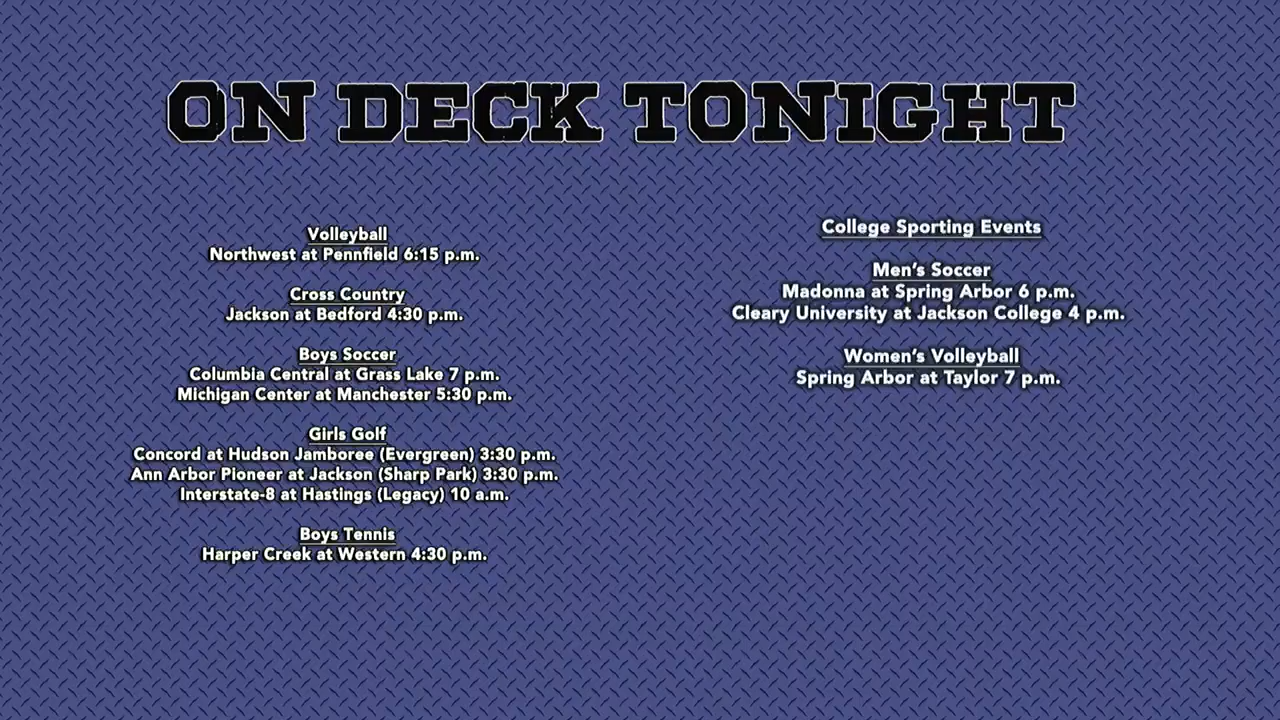 ON DECK TONIGHT
Volleyball
Northwest at Pennfield 6:15 p.m.
Cross Country
Jackson at Bedford 4:30 p.m.
Boys Soccer
Columbia Central at Grass Lake 7 p.m.
Michigan Center at Manchester 5:30 p.m.
Girls Golf
Concord at Hudson Jamboree (Evergreen) 3:30 p.m.
Ann Arbor Pioneer at Jackson (Sharp Park) 3:30 p.m.
Interstate-8 at Hastings (Legacy) 10 a.m.
Boys Tennis
Harper Creek at Western 4:30 p.m.
College Sporting Events
Men's Soccer
Madonna at Spring Arbor 6 p.m.
Cleary University at Jackson College 4 p.m.
Women's Volleyball
Spring Arbor at Taylor 7 p.m.